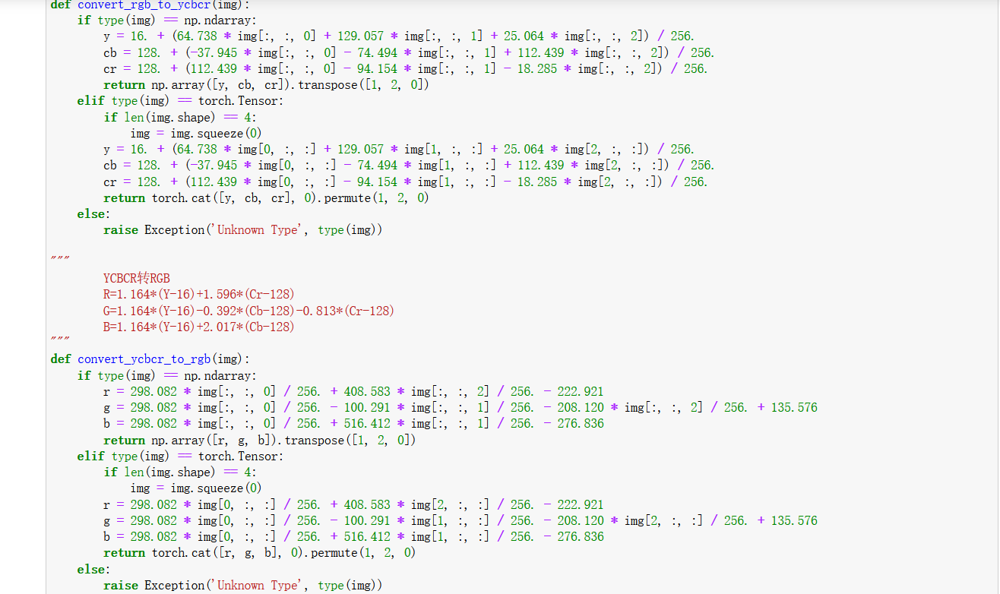 def convert_rgb_to_ycbcr(img):
    if type(img) == np.ndarray:
        y = 16. + (64.738 * img[:, :, 0] + 129.057 * img[:, :, 1] + 25.064 * img[:, :, 2]) / 256.
        cb = 128. + (-37.945 * img[:, :, 0] - 74.494 * img[:, :, 1] + 112.439 * img[:, :, 2]) / 256.
        cr = 128. + (112.439 * img[:, :, 0] - 94.154 * img[:, :, 1] - 18.285 * img[:, :, 2]) / 256.
        return np.array([y, cb, cr]).transpose([1, 2, 0])
    elif type(img) == torch.Tensor:
        if len(img.shape) == 4:
            img = img.squeeze(0)
        y = 16. + (64.738 * img[0, :, :] + 129.057 * img[1, :, :] + 25.064 * img[2, :, :]) / 256.
        cb = 128. + (-37.945 * img[0, :, :] - 74.494 * img[1, :, :] + 112.439 * img[2, :, :]) / 256.
        cr = 128. + (112.439 * img[0, :, :] - 94.154 * img[1, :, :] - 18.285 * img[2, :, :]) / 256.
        return torch.cat([y, cb, cr], 0).permute(1, 2, 0)
    else:
        raise Exception('Unknown Type', type(img))
"""
        YCBCR转RGB
        R=1.164*(Y-16)+1.596*(Cr-128)
        G=1.164*(Y-16)-0.392*(Cb-128)-0.813*(Cr-128)
        B=1.164*(Y-16)+2.017*(Cb-128)
"""
def convert_ycbcr_to_rgb(img):
    if type(img) == np.ndarray:
        r = 298.082 * img[:, :, 0] / 256. + 408.583 * img[:, :, 2] / 256. - 222.921
        g = 298.082 * img[:, :, 0] / 256. - 100.291 * img[:, :, 1] / 256. - 208.120 * img[:, :, 2] / 256. + 135.576
        b = 298.082 * img[:, :, 0] / 256. + 516.412 * img[:, :, 1] / 256. - 276.836
        return np.array([r, g, b]).transpose([1, 2, 0])
    elif type(img) == torch.Tensor:
        if len(img.shape) == 4:
            img = img.squeeze(0)
        r = 298.082 * img[0, :, :] / 256. + 408.583 * img[2, :, :] / 256. - 222.921
        g = 298.082 * img[0, :, :] / 256. - 100.291 * img[1, :, :] / 256. - 208.120 * img[2, :, :] / 256. + 135.576
        b = 298.082 * img[0, :, :] / 256. + 516.412 * img[1, :, :] / 256. - 276.836
        return torch.cat([r, g, b], 0).permute(1, 2, 0)
    else:
        raise Exception('Unknown Type', type(img))